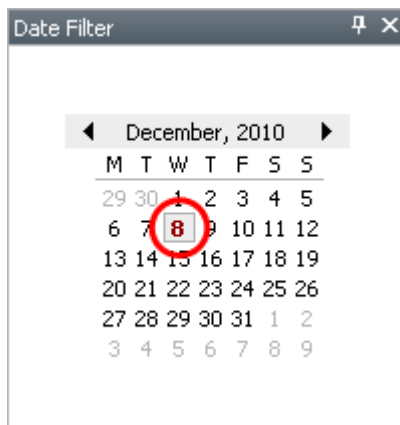 Date Filter
December, 2010
M T W T F S S
29 30 1 2 3 4 5
6 7 8 9 10 11 12
13 14 15 16 17 18 19
20 21 22 23 24 25 26
27 28 29 30 31 1 2
3 4 5 6 7 8 9